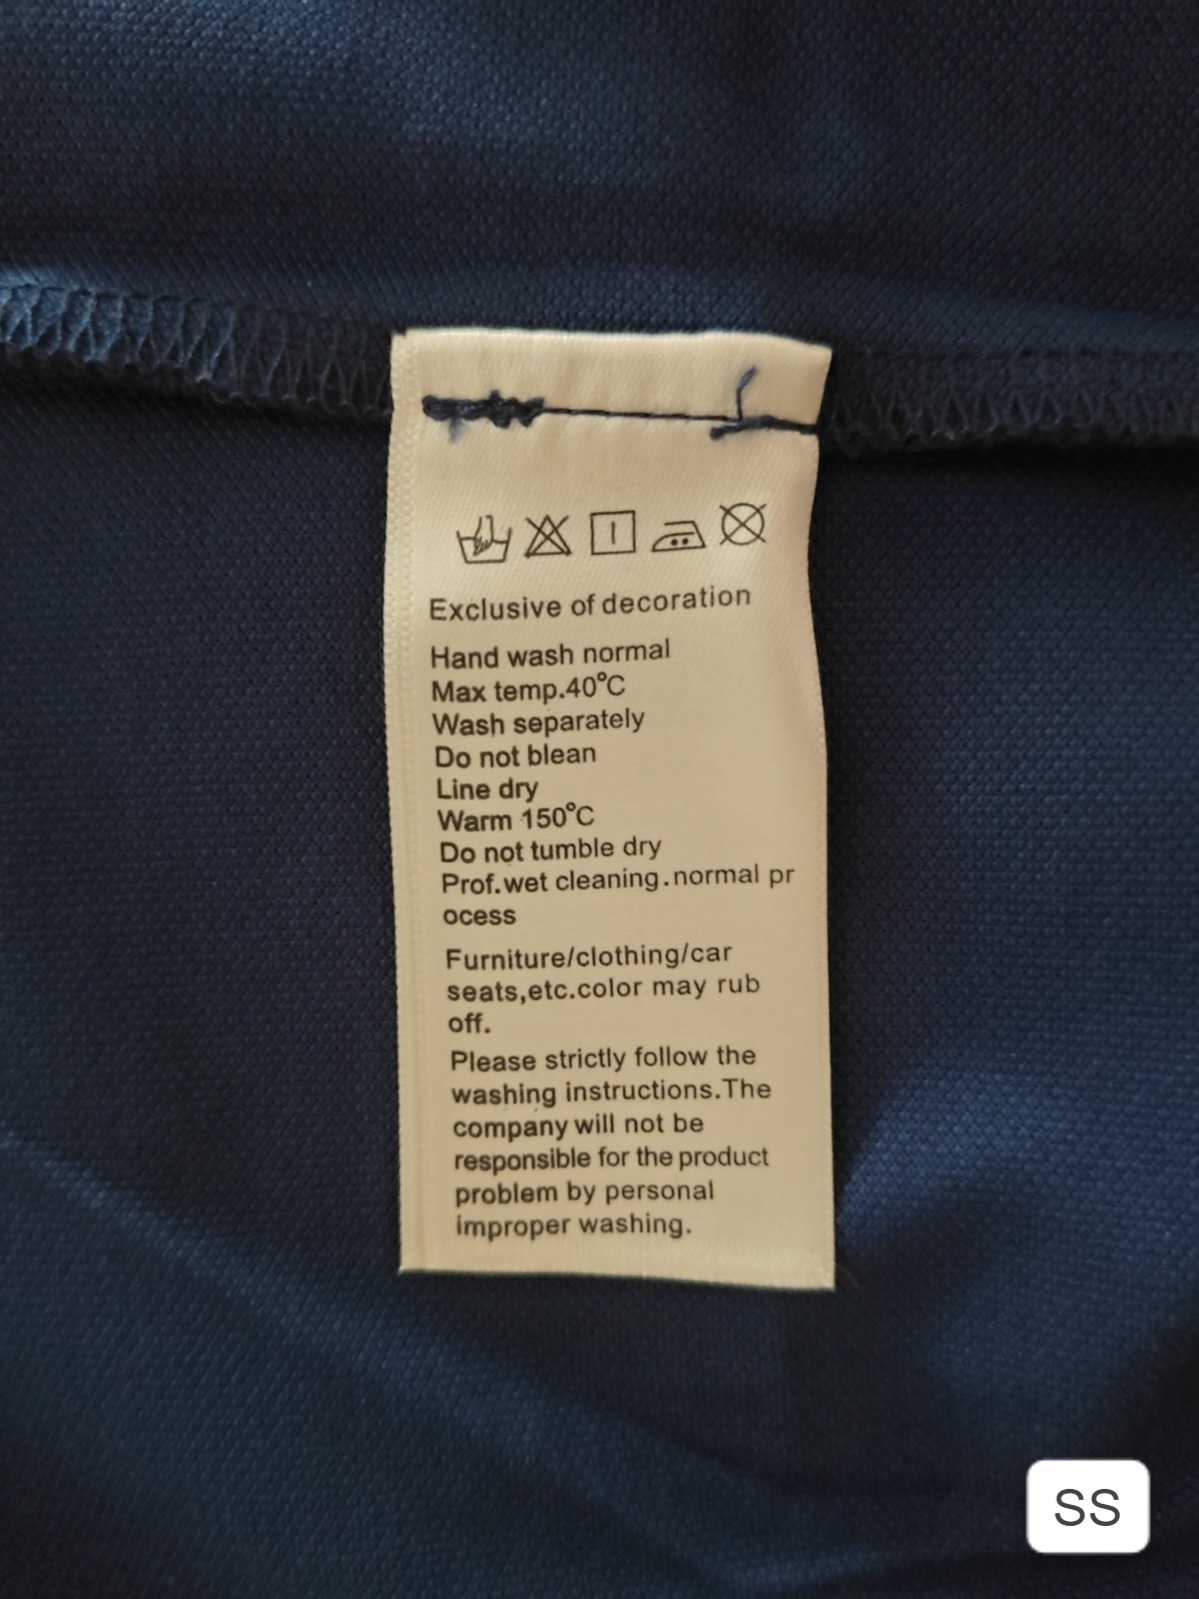 Exclusive of decoration
Hand wash normal
Max temp.40°C
Wash separately
Do not blean
Line dry
Warm 150°C
Do not tumble dry
Prof.wet cleaning.normal pr
ocess
Furniture/clothing/car
seats,etc.color may rub
off.
Please strictly follow the
washing instructions.The
company will not be
responsible for the product
problem by personal
improper washing.
SS